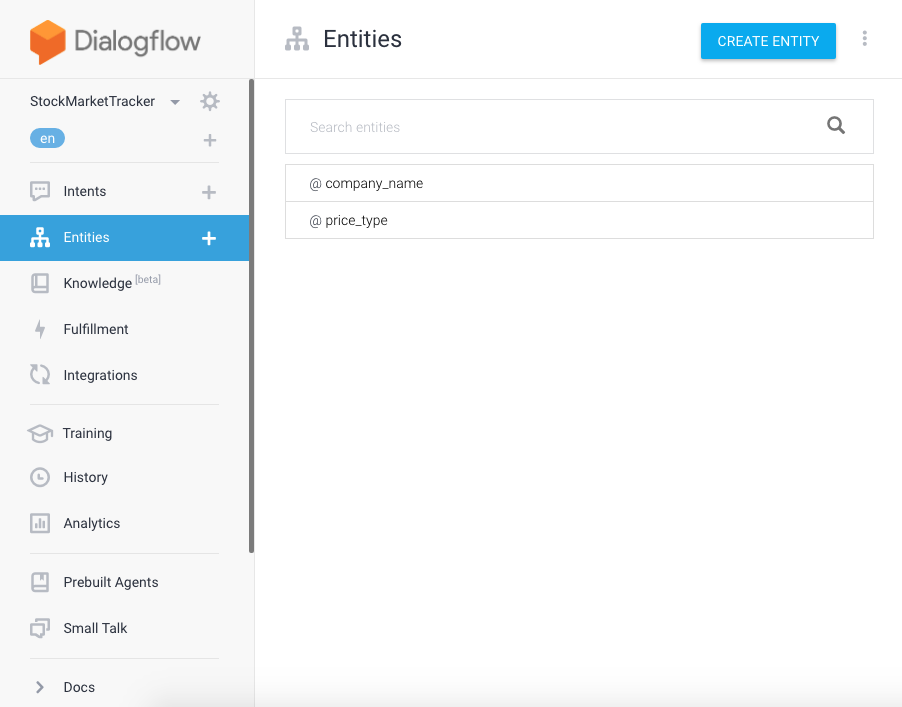 Dialogflow
StockMarketTracker
en
Intents
Entities
Knowledge [beta]
Fulfillment
Integrations
Training
History
Analytics
Prebuilt Agents
Small Talk
Docs
Entities
CREATE ENTITY
Search entities
@ company_name
@ price_type